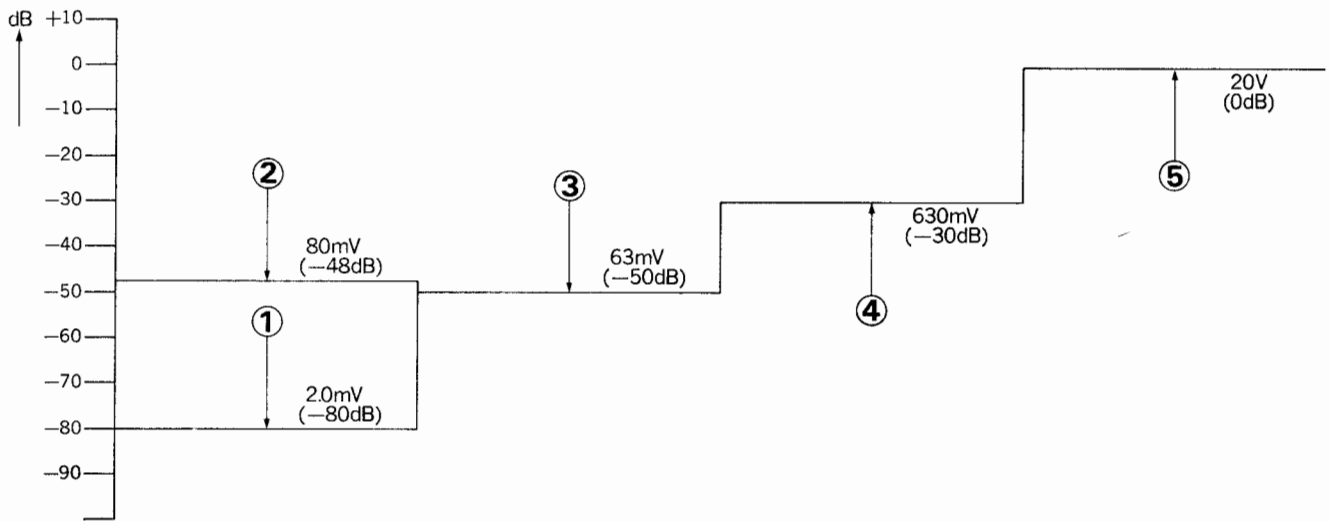 dB
+10
0
−10
−20
−30
−40
−50
−60
−70
−80
−90
②
80mV
(−48dB)
①
2.0mV
(−80dB)
③
63mV
(−50dB)
④
630mV
(−30dB)
⑤
20V
(0dB)